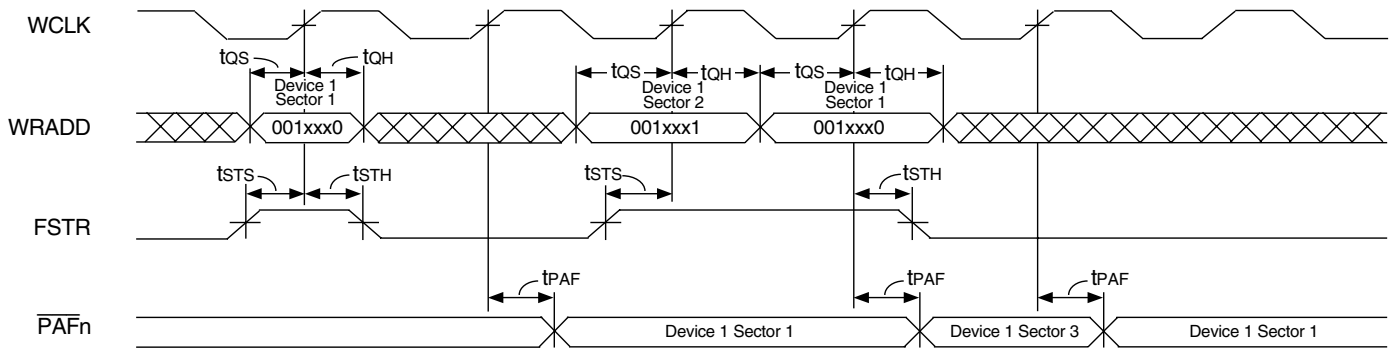 WCLK
tQS
tQH
tQS
tQH
tQS
tQH
Device 1
Sector 1
Device 1
Sector 2
Device 1
Sector 1
WRADD
001xxx0
001xxx1
001xxx0
tSTS
tSTH
tSTS
tSTH
FSTR
tPAF
tPAF
tPAF
PAFn
Device 1 Sector 1
Device 1 Sector 3
Device 1 Sector 1